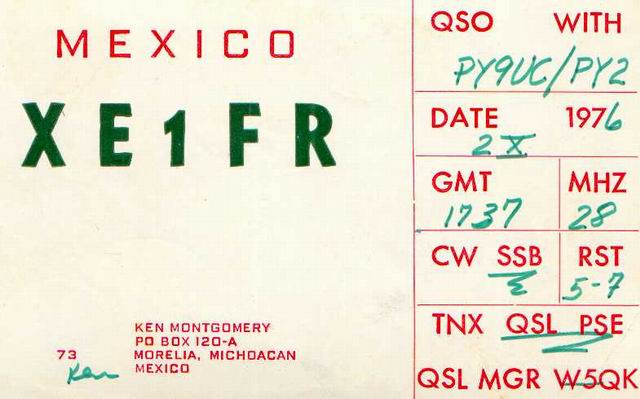 MEXICO
XE1FR
KEN MONTGOMERY
PO BOX 120-A
MORELIA, MICHOACAN
MEXICO
73
Ken
QSO WITH
PY9UC/PY2
DATE 1976
2 X
GMT MHZ
1737 28
CW SSB RST
5-7
TNX QSL PSE
QSL MGR W5QK